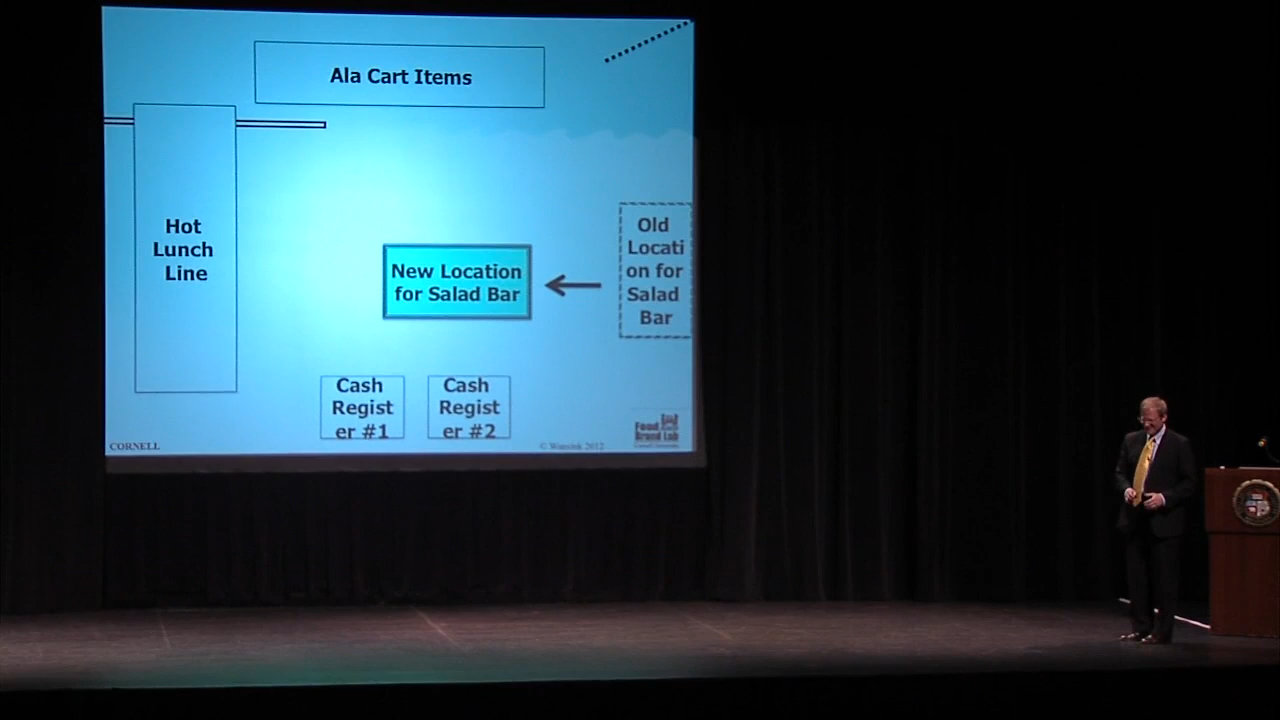 Ala Cart Items
Hot
Lunch
Line
New Location
for Salad Bar
Old
Locati
on for
Salad
Bar
Cash
Regist
er #1
Cash
Regist
er #2
CORNELL
© Wansink 2012
Food
Brand Lab